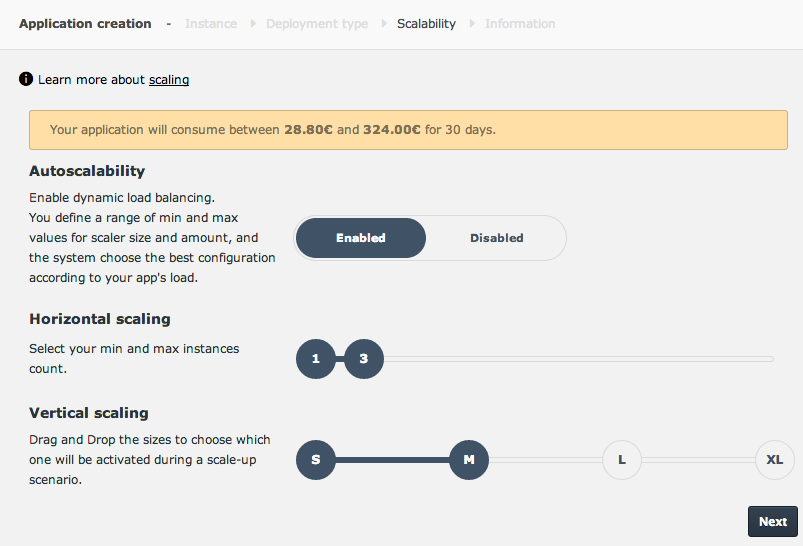 Application creation - Instance Deployment type Scalability Information
Learn more about scaling
Your application will consume between 28.80€ and 324.00€ for 30 days.
Autoscalability
Enable dynamic load balancing.
You define a range of min and max
values for scaler size and amount, and
the system choose the best configuration
according to your app's load.
Enabled Disabled
Horizontal scaling
Select your min and max instances
count.
1 3
Vertical scaling
Drag and Drop the sizes to choose which
one will be activated during a scale-up
scenario.
S M L XL
Next